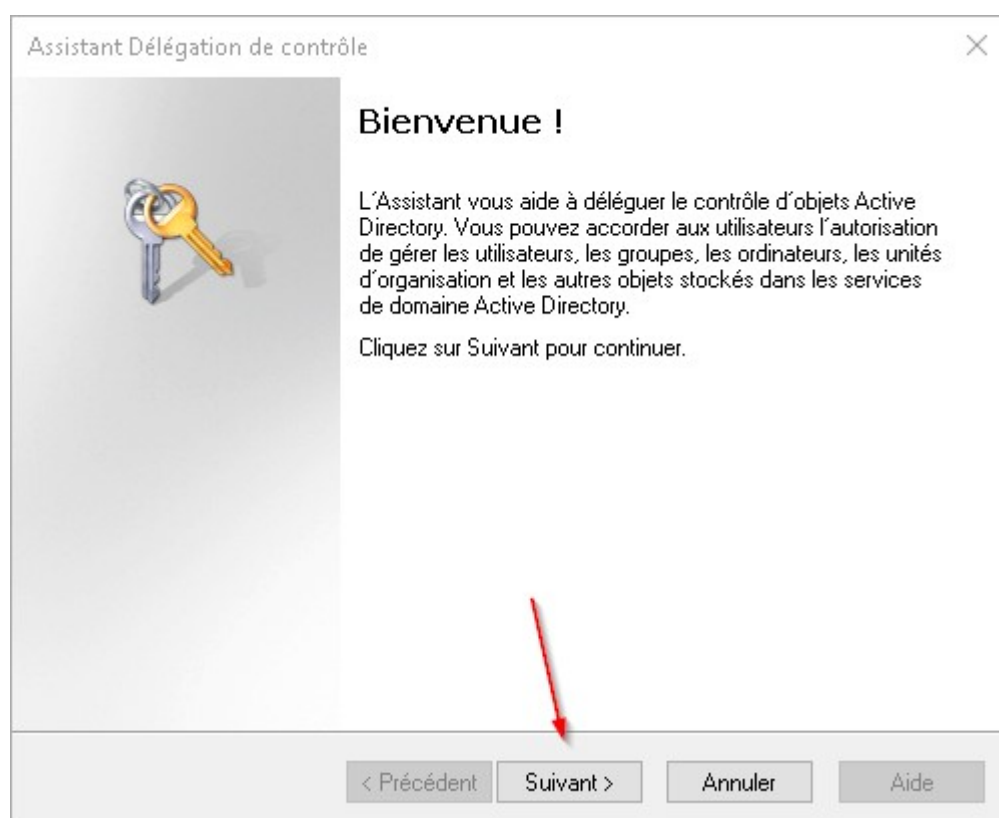 Assistant Délégation de contrôle
Bienvenue !
L´Assistant vous aide à déléguer le contrôle d´objets Active
Directory. Vous pouvez accorder aux utilisateurs l´autorisation
de gérer les utilisateurs, les groupes, les ordinateurs, les unités
d´organisation et les autres objets stockés dans les services
de domaine Active Directory.
Cliquez sur Suivant pour continuer.
< Précédent
Suivant >
Annuler
Aide